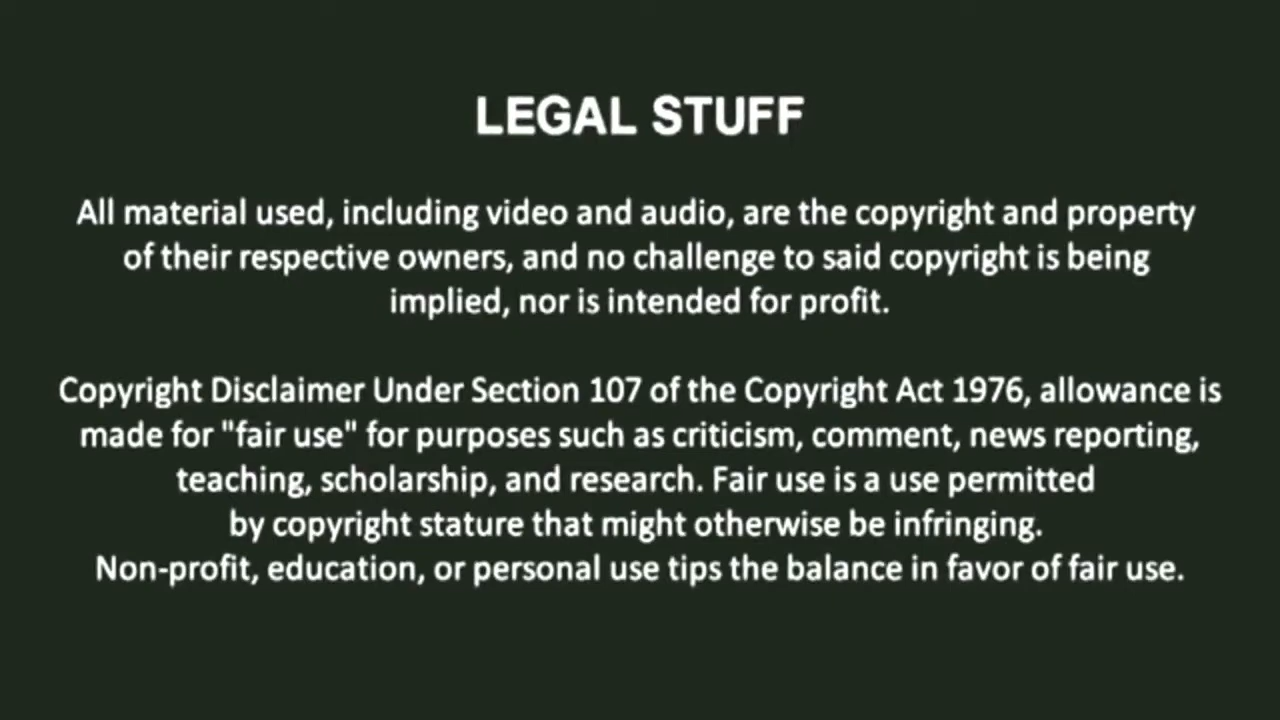 LEGAL STUFF
All material used, including video and audio, are the copyright and property
of their respective owners, and no challenge to said copyright is being
implied, nor is intended for profit.
Copyright Disclaimer Under Section 107 of the Copyright Act 1976, allowance is
made for "fair use" for purposes such as criticism, comment, news reporting,
teaching, scholarship, and research. Fair use is a use permitted
by copyright stature that might otherwise be infringing.
Non-profit, education, or personal use tips the balance in favor of fair use.